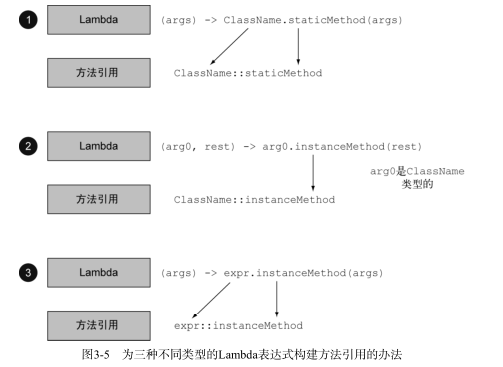 1 Lambda (args) -> ClassName.staticMethod(args)
方法引用 ClassName::staticMethod
2 Lambda (arg0, rest) -> arg0.instanceMethod(rest)
arg0是ClassName
类型的
方法引用 ClassName::instanceMethod
3 Lambda (args) -> expr.instanceMethod(args)
方法引用 expr::instanceMethod
图3-5 为三种不同类型的Lambda表达式构建方法引用的办法